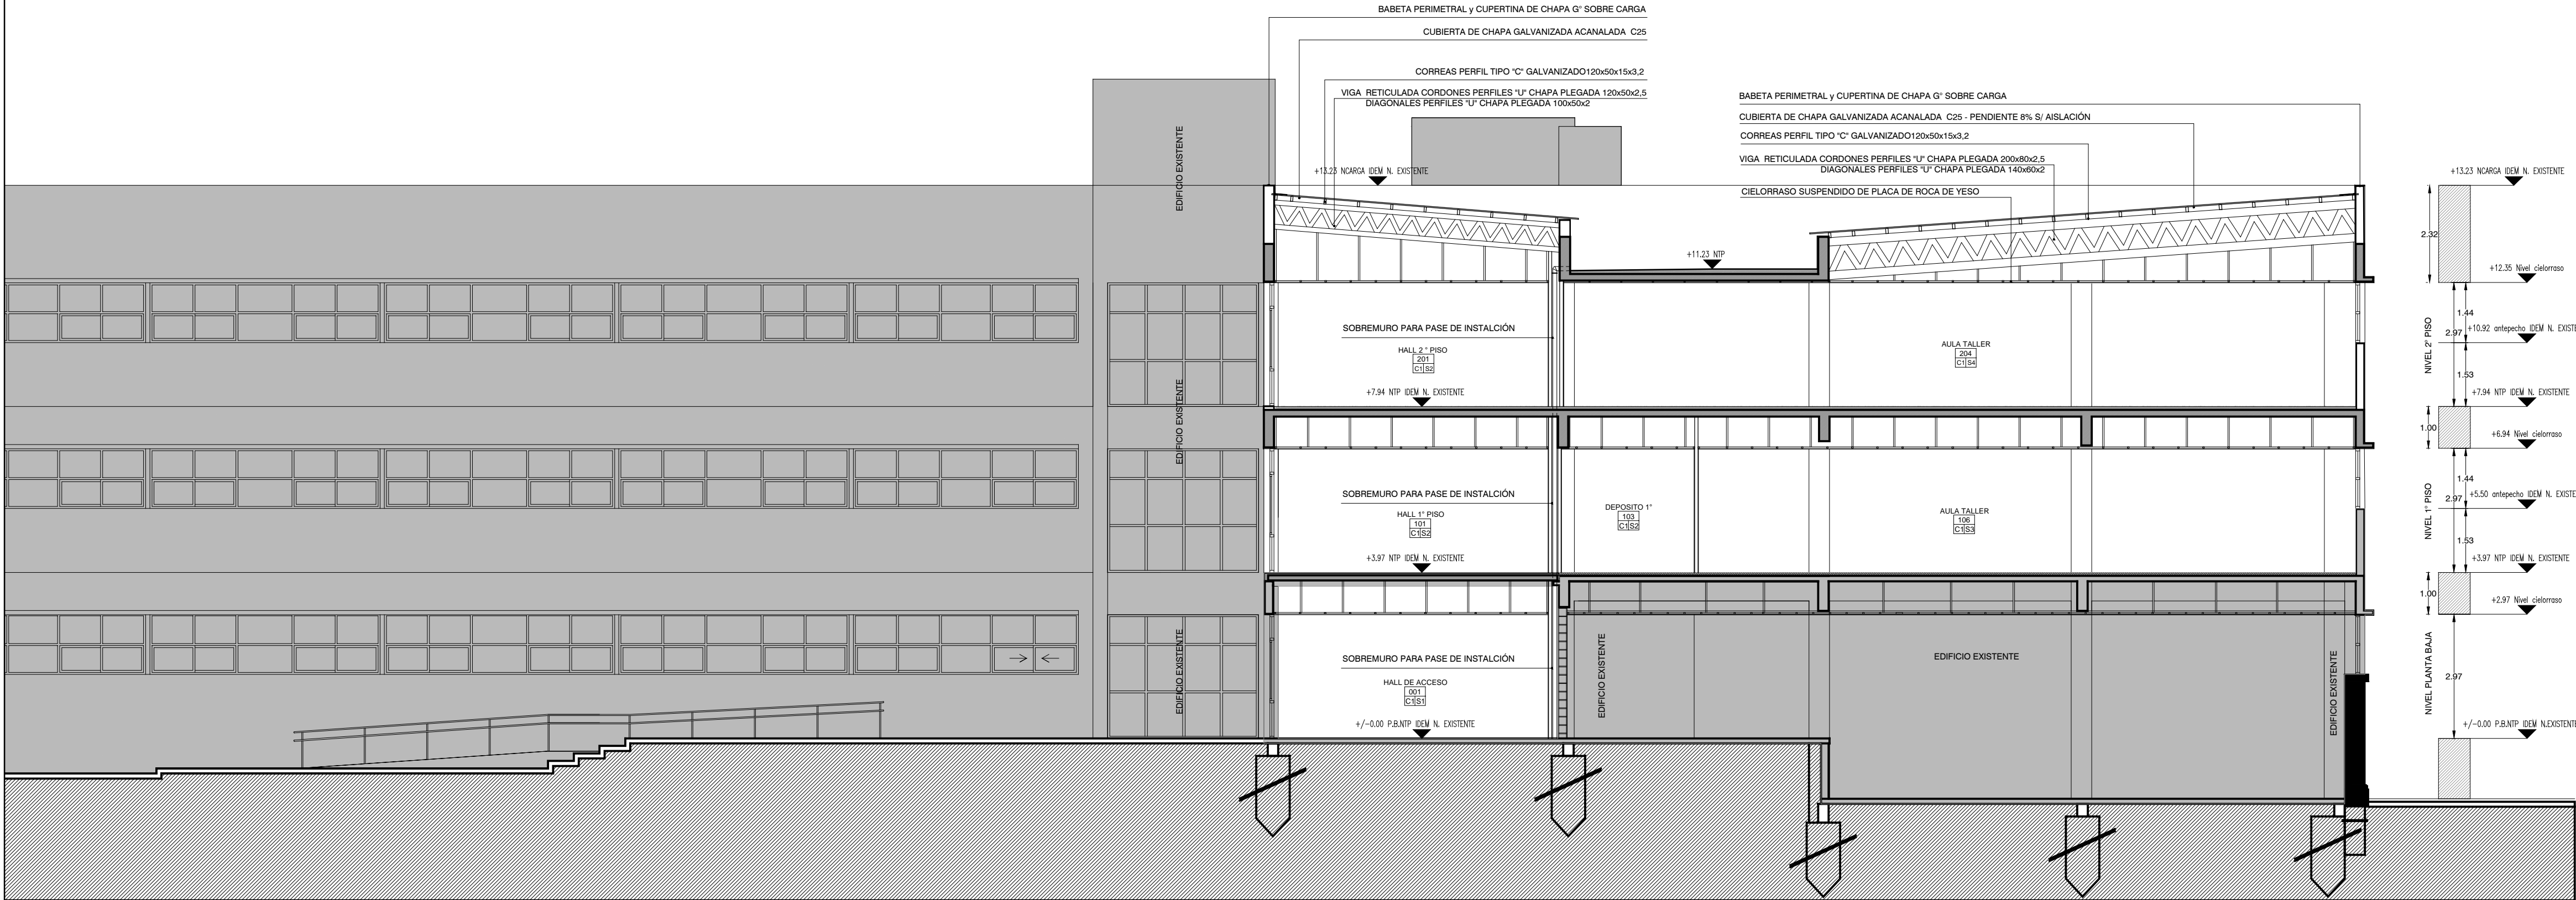 BABETA PERIMETRAL y CUPERTINA DE CHAPA G° SOBRE CARGA
CUBIERTA DE CHAPA GALVANIZADA ACANALADA C25
CORREAS PERFIL TIPO "C" GALVANIZADO120x50x15x3,2
VIGA RETICULADA CORDONES PERFILES "U" CHAPA PLEGADA 120x50x2,5
DIAGONALES PERFILES "U" CHAPA PLEGADA 100x50x2
BABETA PERIMETRAL y CUPERTINA DE CHAPA G° SOBRE CARGA
CUBIERTA DE CHAPA GALVANIZADA ACANALADA C25 - PENDIENTE 8% S/ AISLACIÓN
CORREAS PERFIL TIPO "C" GALVANIZADO120x50x15x3,2
VIGA RETICULADA CORDONES PERFILES "U" CHAPA PLEGADA 200x80x2,5
DIAGONALES PERFILES "U" CHAPA PLEGADA 140x60x2
CIELORRASO SUSPENDIDO DE PLACA DE ROCA DE YESO
EDIFICIO EXISTENTE
+13.23 NCARGA IDEM N. EXISTENTE
+11.23 NTP
SOBREMURO PARA PASE DE INSTALCIÓN
HALL 2 ° PISO
201
C1 S2
+7.94 NTP IDEM N. EXISTENTE
AULA TALLER
204
C1 S4
EDIFICIO EXISTENTE
SOBREMURO PARA PASE DE INSTALCIÓN
HALL 1° PISO
101
C1 S2
+3.97 NTP IDEM N. EXISTENTE
DEPOSITO 1°
103
C1 S2
AULA TALLER
106
C1 S3
EDIFICIO EXISTENTE
SOBREMURO PARA PASE DE INSTALCIÓN
HALL DE ACCESO
001
C1 S1
+/-0.00 P.B.NTP IDEM N. EXISTENTE
EDIFICIO EXISTENTE
EDIFICIO EXISTENTE
EDIFICIO EXISTENTE
+13.23 NCARGA IDEM N. EXISTENTE
2.32
+12.35 Nivel cielorraso
NIVEL 2° PISO
2.97
1.44
+10.92 antepecho IDEM N. EXISTE
1.53
+7.94 NTP IDEM N. EXISTENTE
1.00
+6.94 Nivel cielorraso
NIVEL 1° PISO
2.97
1.44
+5.50 antepecho IDEM N. EXISTE
1.53
+3.97 NTP IDEM N. EXISTENTE
1.00
+2.97 Nivel cielorraso
NIVEL PLANTA BAJA
2.97
+/-0.00 P.B.NTP IDEM N.EXISTENTE